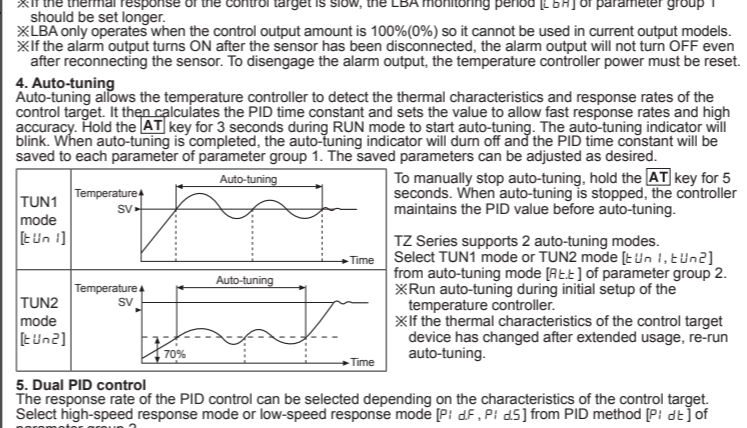 ※If the thermal response of the control target is slow, the LBA monitoring period [LbA] of parameter group 1
should be set longer.
※LBA only operates when the control output amount is 100%(0%) so it cannot be used in current output models.
※If the alarm output turns ON after the sensor has been disconnected, the alarm output will not turn OFF even
after reconnecting the sensor. To disengage the alarm output, the temperature controller power must be reset.
4. Auto-tuning
Auto-tuning allows the temperature controller to detect the thermal characteristics and response rates of the
control target. It then calculates the PID time constant and sets the value to allow fast response rates and high
accuracy. Hold the AT key for 3 seconds during RUN mode to start auto-tuning. The auto-tuning indicator will
blink. When auto-tuning is completed, the auto-tuning indicator will durn off and the PID time constant will be
saved to each parameter of parameter group 1. The saved parameters can be adjusted as desired.
TUN1
mode
[tUn1]
Temperature
SV
Auto-tuning
Time
TUN2
mode
[tUn2]
Temperature
SV
Auto-tuning
70%
Time
To manually stop auto-tuning, hold the AT key for 5
seconds. When auto-tuning is stopped, the controller
maintains the PID value before auto-tuning.
TZ Series supports 2 auto-tuning modes.
Select TUN1 mode or TUN2 mode [tUn1, tUn2]
from auto-tuning mode [At.t] of parameter group 2.
※Run auto-tuning during initial setup of the
temperature controller.
※If the thermal characteristics of the control target
device has changed after extended usage, re-run
auto-tuning.
5. Dual PID control
The response rate of the PID control can be selected depending on the characteristics of the control target.
Select high-speed response mode or low-speed response mode [PId.F, PId.S] from PID method [PIdt] of
parameter group 2.